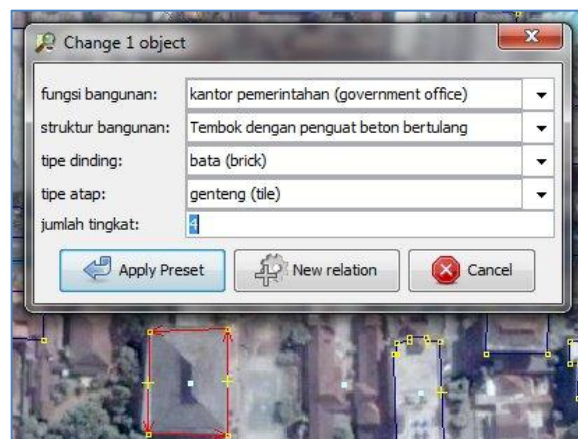 Change 1 object
fungsi bangunan: kantor pemerintahan (government office)
struktur bangunan: Tembok dengan penguat beton bertulang
tipe dinding: bata (brick)
tipe atap: genteng (tile)
jumlah tingkat: 4
Apply Preset New relation Cancel